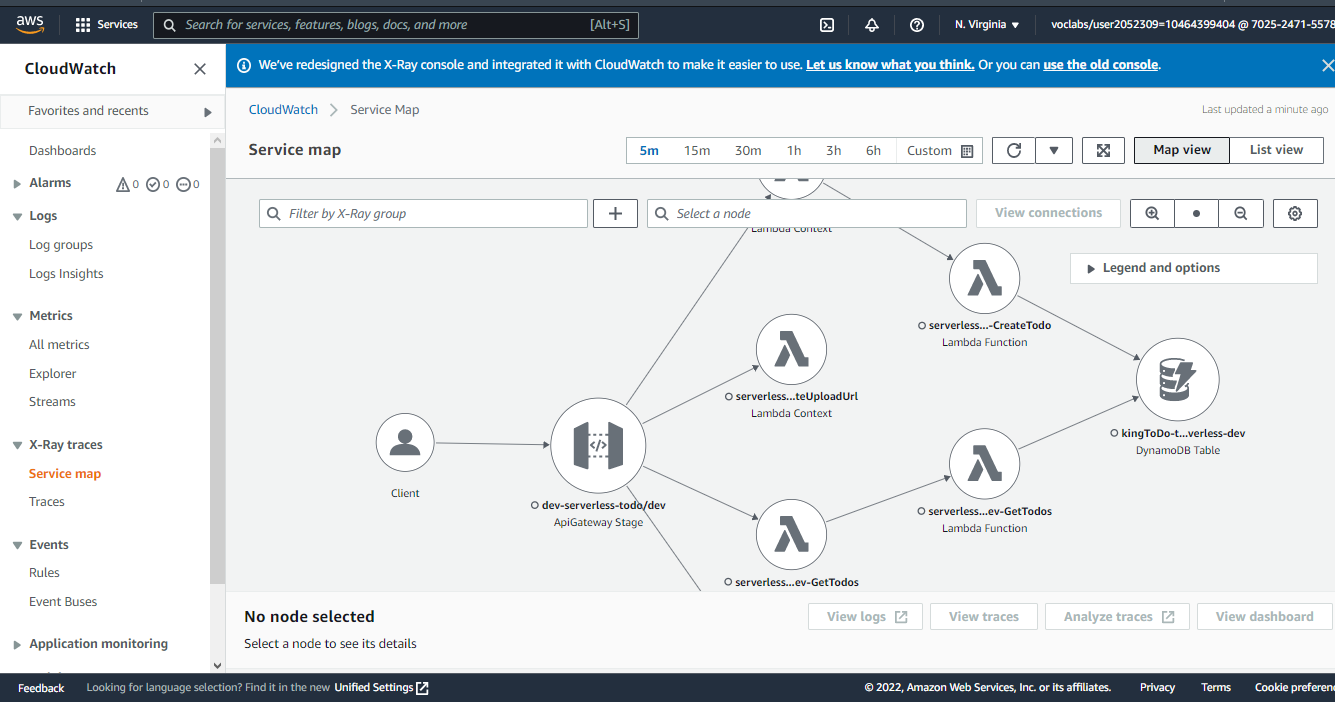 aws
Services
Search for services, features, blogs, docs, and more
[Alt+S]
N. Virginia
voclabs/user2052309=10464399404 @ 7025-2471-5578
CloudWatch
We've redesigned the X-Ray console and integrated it with CloudWatch to make it easier to use. Let us know what you think. Or you can use the old console.
Favorites and recents
Dashboards
Alarms 0 0 0
Logs
Log groups
Logs Insights
Metrics
All metrics
Explorer
Streams
X-Ray traces
Service map
Traces
Events
Rules
Event Buses
Application monitoring
CloudWatch
Service Map
Last updated a minute ago
Service map
5m 15m 30m 1h 3h 6h Custom
Map view
List view
Filter by X-Ray group
Select a node
View connections
Legend and options
Lambda Context
serverless...-CreateTodo
Lambda Function
serverless...teUploadUrl
Lambda Context
kingToDo-t...verless-dev
DynamoDB Table
Client
dev-serverless-todo/dev
ApiGateway Stage
serverless...ev-GetTodos
Lambda Function
serverless...ev-GetTodos
No node selected
Select a node to see its details
View logs
View traces
Analyze traces
View dashboard
Feedback
Looking for language selection? Find it in the new Unified Settings
© 2022, Amazon Web Services, Inc. or its affiliates.
Privacy
Terms
Cookie preferen